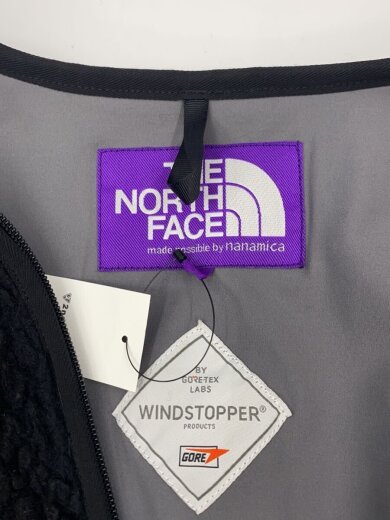 THE
NORTH
FACE
made possible by nanamica
BY
GORE-TEX
LABS
WINDSTOPPER®
PRODUCTS
GORE